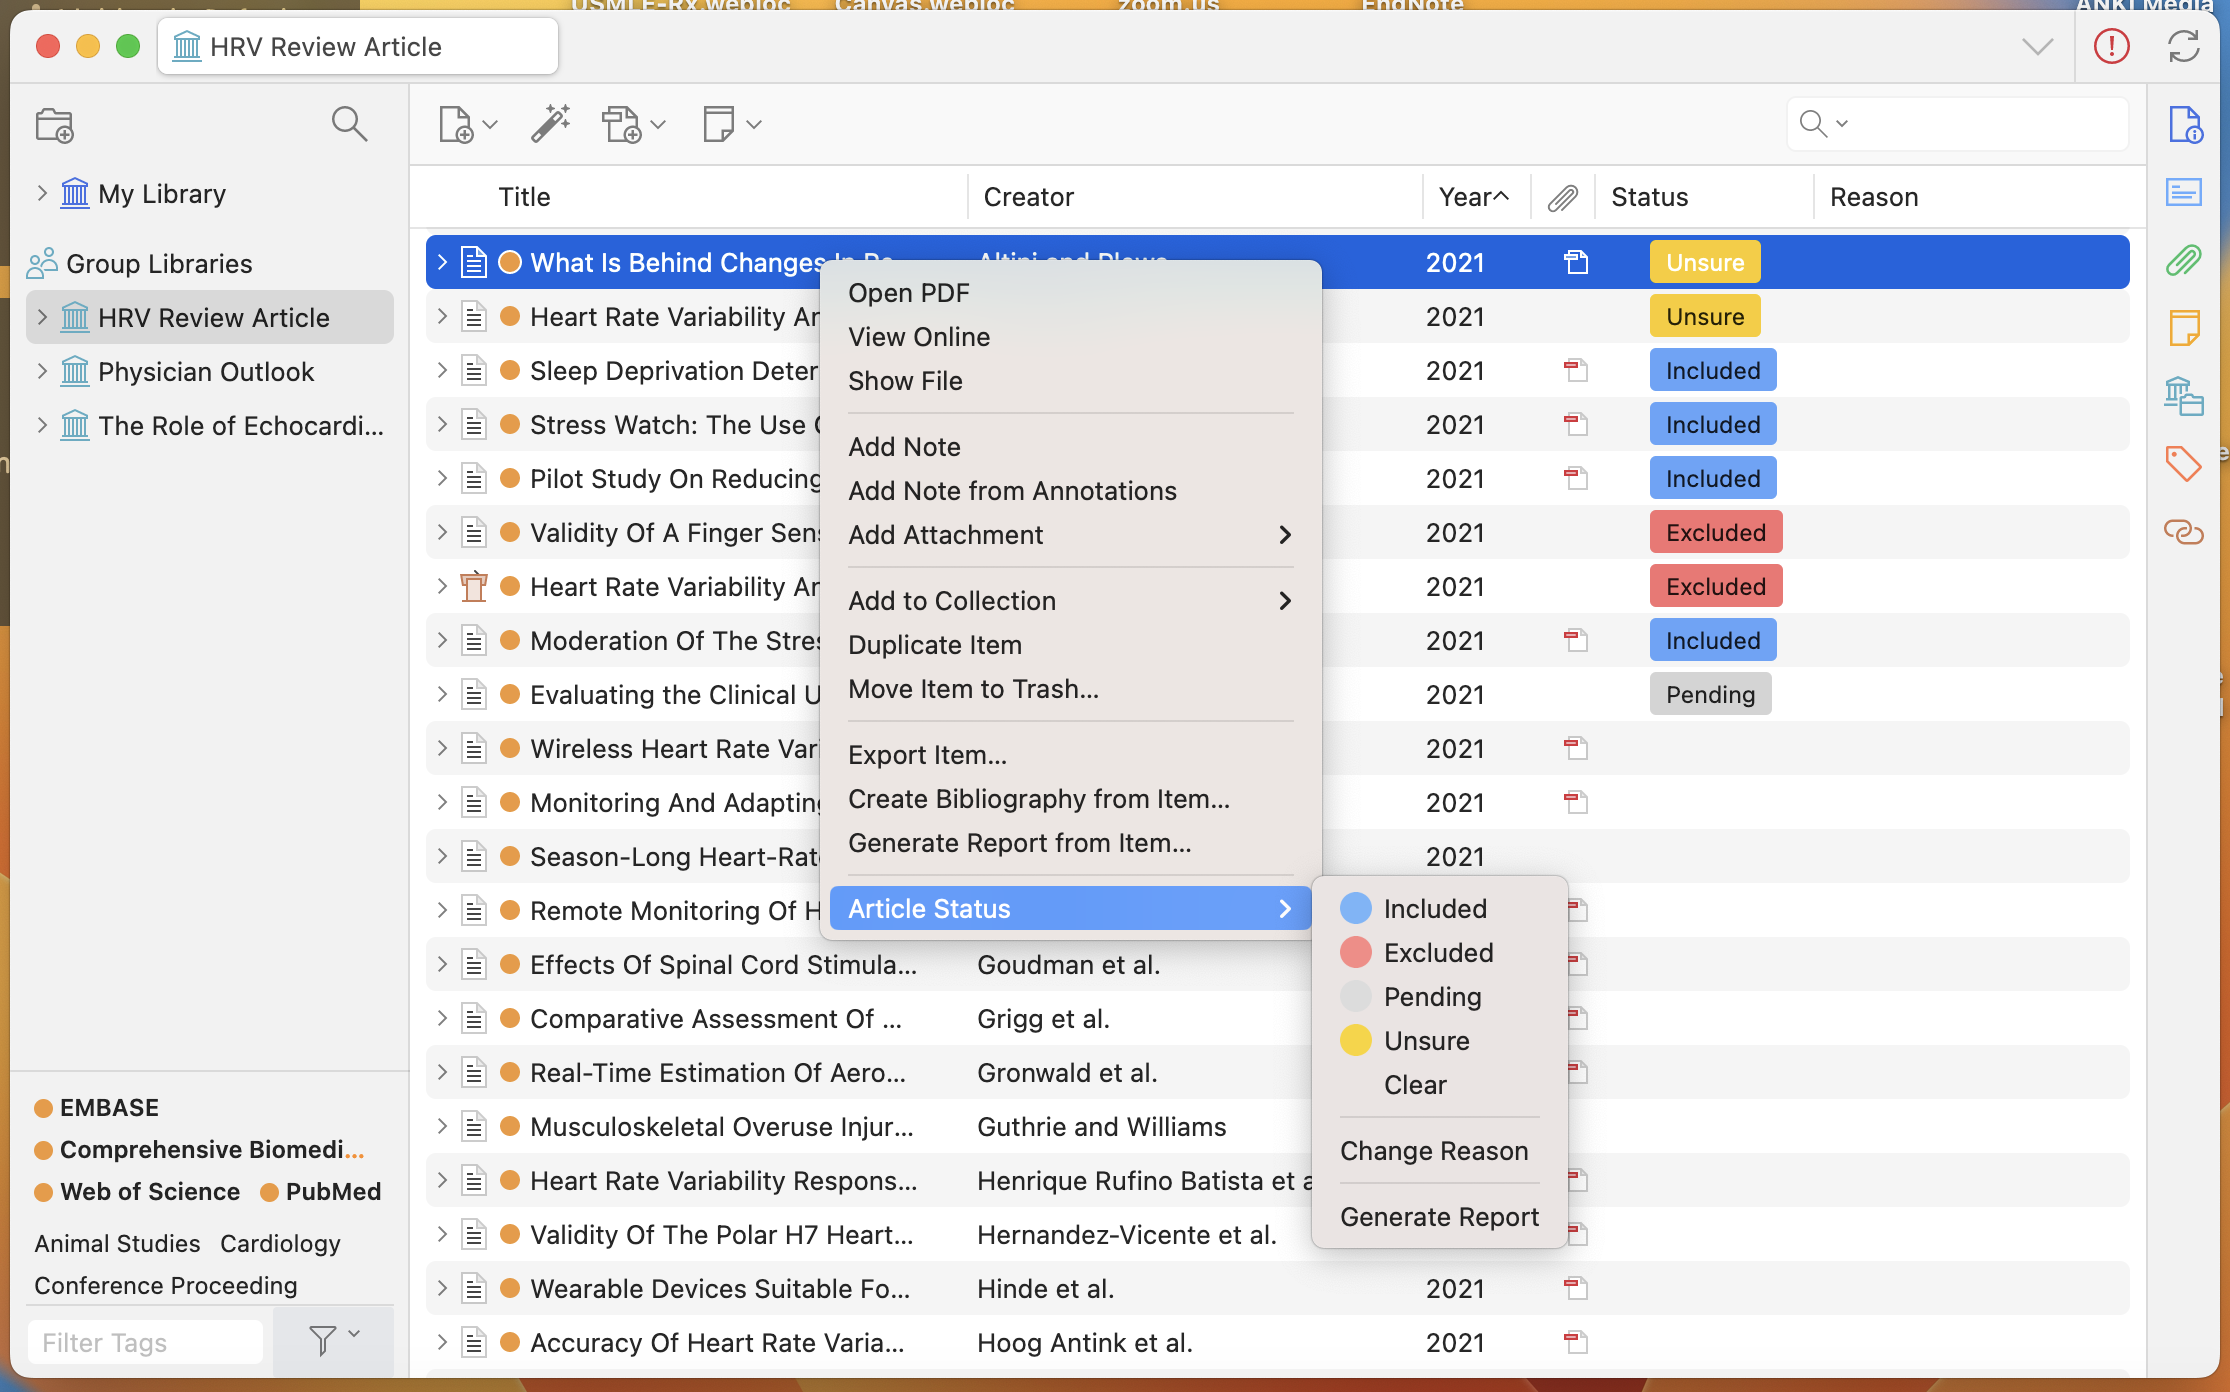 USMLE-Rx.webloc Canvas.webloc zoom.us EndNote ANKI Media
HRV Review Article
My Library
Group Libraries
HRV Review Article
Physician Outlook
The Role of Echocardi...
EMBASE
Comprehensive Biomedi...
Web of Science PubMed
Animal Studies Cardiology
Conference Proceeding
Filter Tags
Title Creator Year Status Reason
What Is Behind Changes In Re Altini and Plews 2021 Unsure
Heart Rate Variability An 2021 Unsure
Sleep Deprivation Deter 2021 Included
Stress Watch: The Use 2021 Included
Pilot Study On Reducing 2021 Included
Validity Of A Finger Sens 2021 Excluded
Heart Rate Variability An 2021 Excluded
Moderation Of The Stres 2021 Included
Evaluating the Clinical U 2021 Pending
Wireless Heart Rate Vari 2021
Monitoring And Adapting 2021
Season-Long Heart-Rate 2021
Remote Monitoring Of H
Effects Of Spinal Cord Stimula... Goudman et al.
Comparative Assessment Of ... Grigg et al.
Real-Time Estimation Of Aero... Gronwald et al.
Musculoskeletal Overuse Injur... Guthrie and Williams
Heart Rate Variability Respons... Henrique Rufino Batista et a
Validity Of The Polar H7 Heart... Hernandez-Vicente et al.
Wearable Devices Suitable Fo... Hinde et al. 2021
Accuracy Of Heart Rate Varia... Hoog Antink et al. 2021
Open PDF
View Online
Show File
Add Note
Add Note from Annotations
Add Attachment
Add to Collection
Duplicate Item
Move Item to Trash...
Export Item...
Create Bibliography from Item...
Generate Report from Item...
Article Status
Included
Excluded
Pending
Unsure
Clear
Change Reason
Generate Report